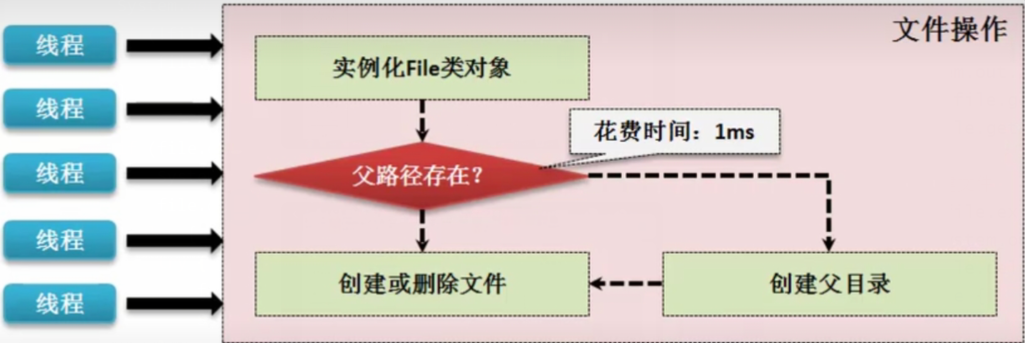 文件操作
线程
线程
线程
线程
线程
实例化File类对象
花费时间：1ms
父路径存在？
创建或删除文件
创建父目录